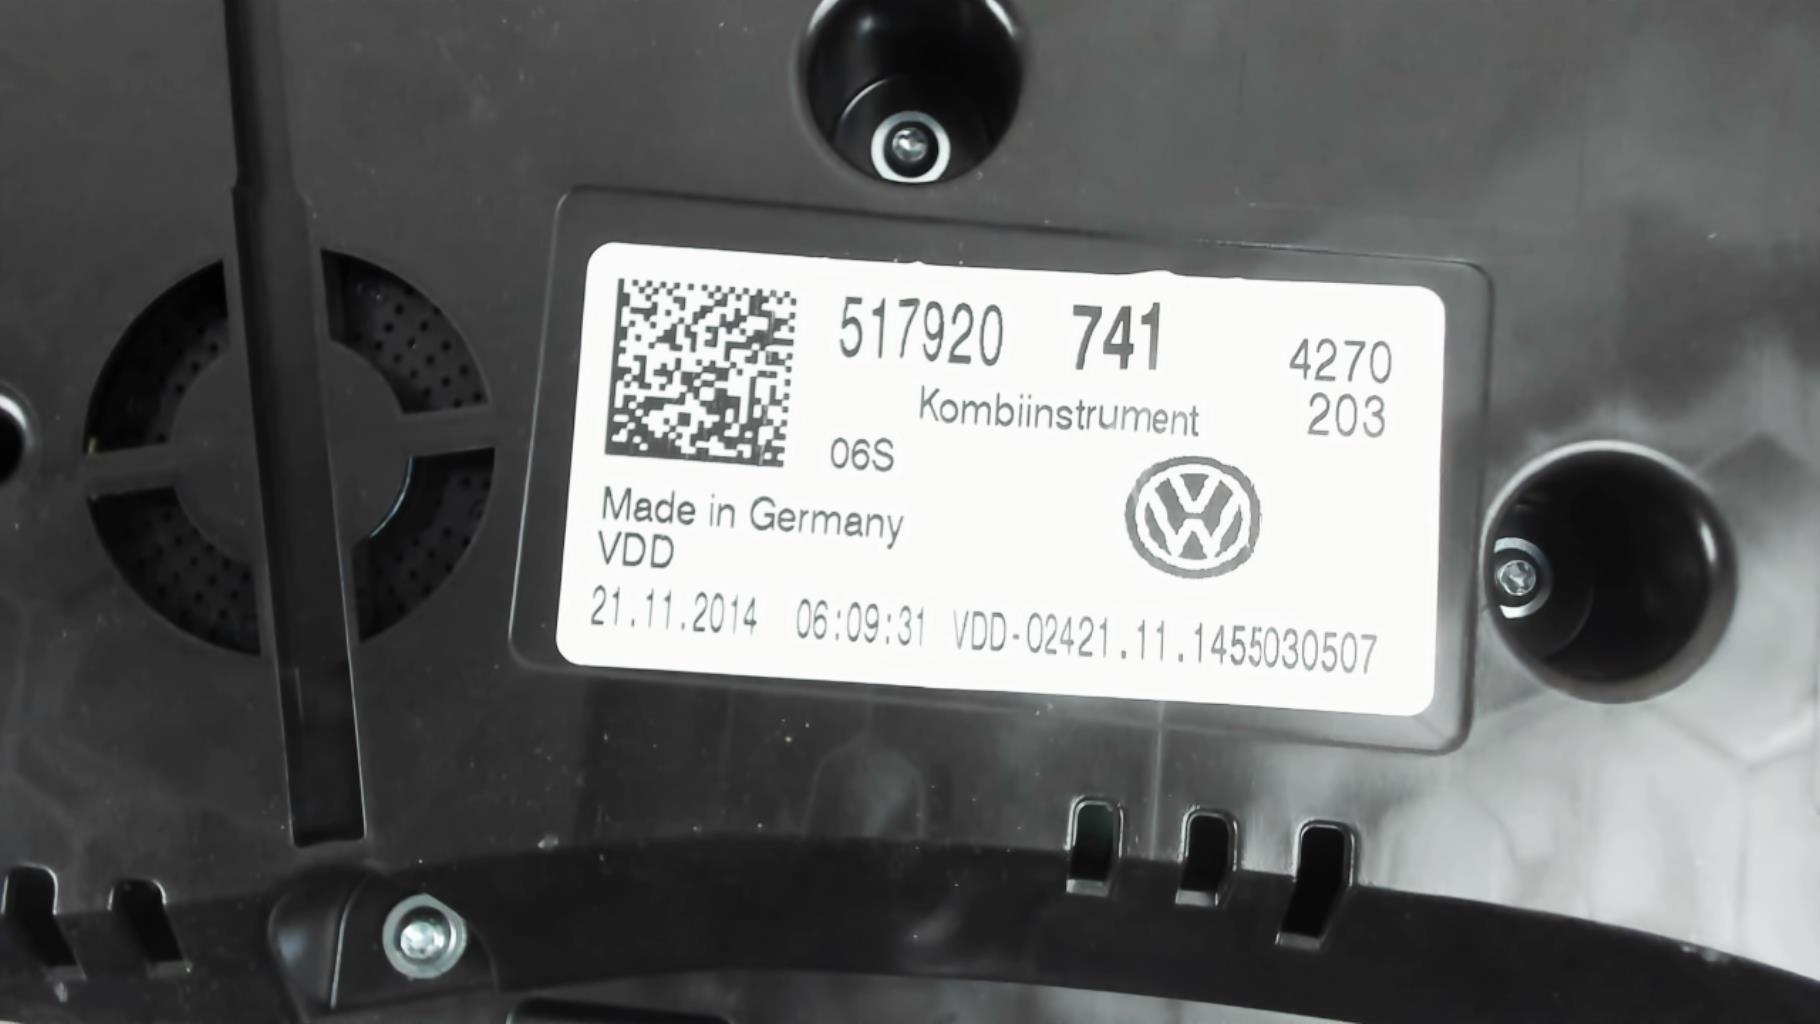 517920 741 4270
Kombiinstrument 203
06S
Made in Germany
VDD
21.11.2014 06:09:31 VDD-02421.11.1455030507